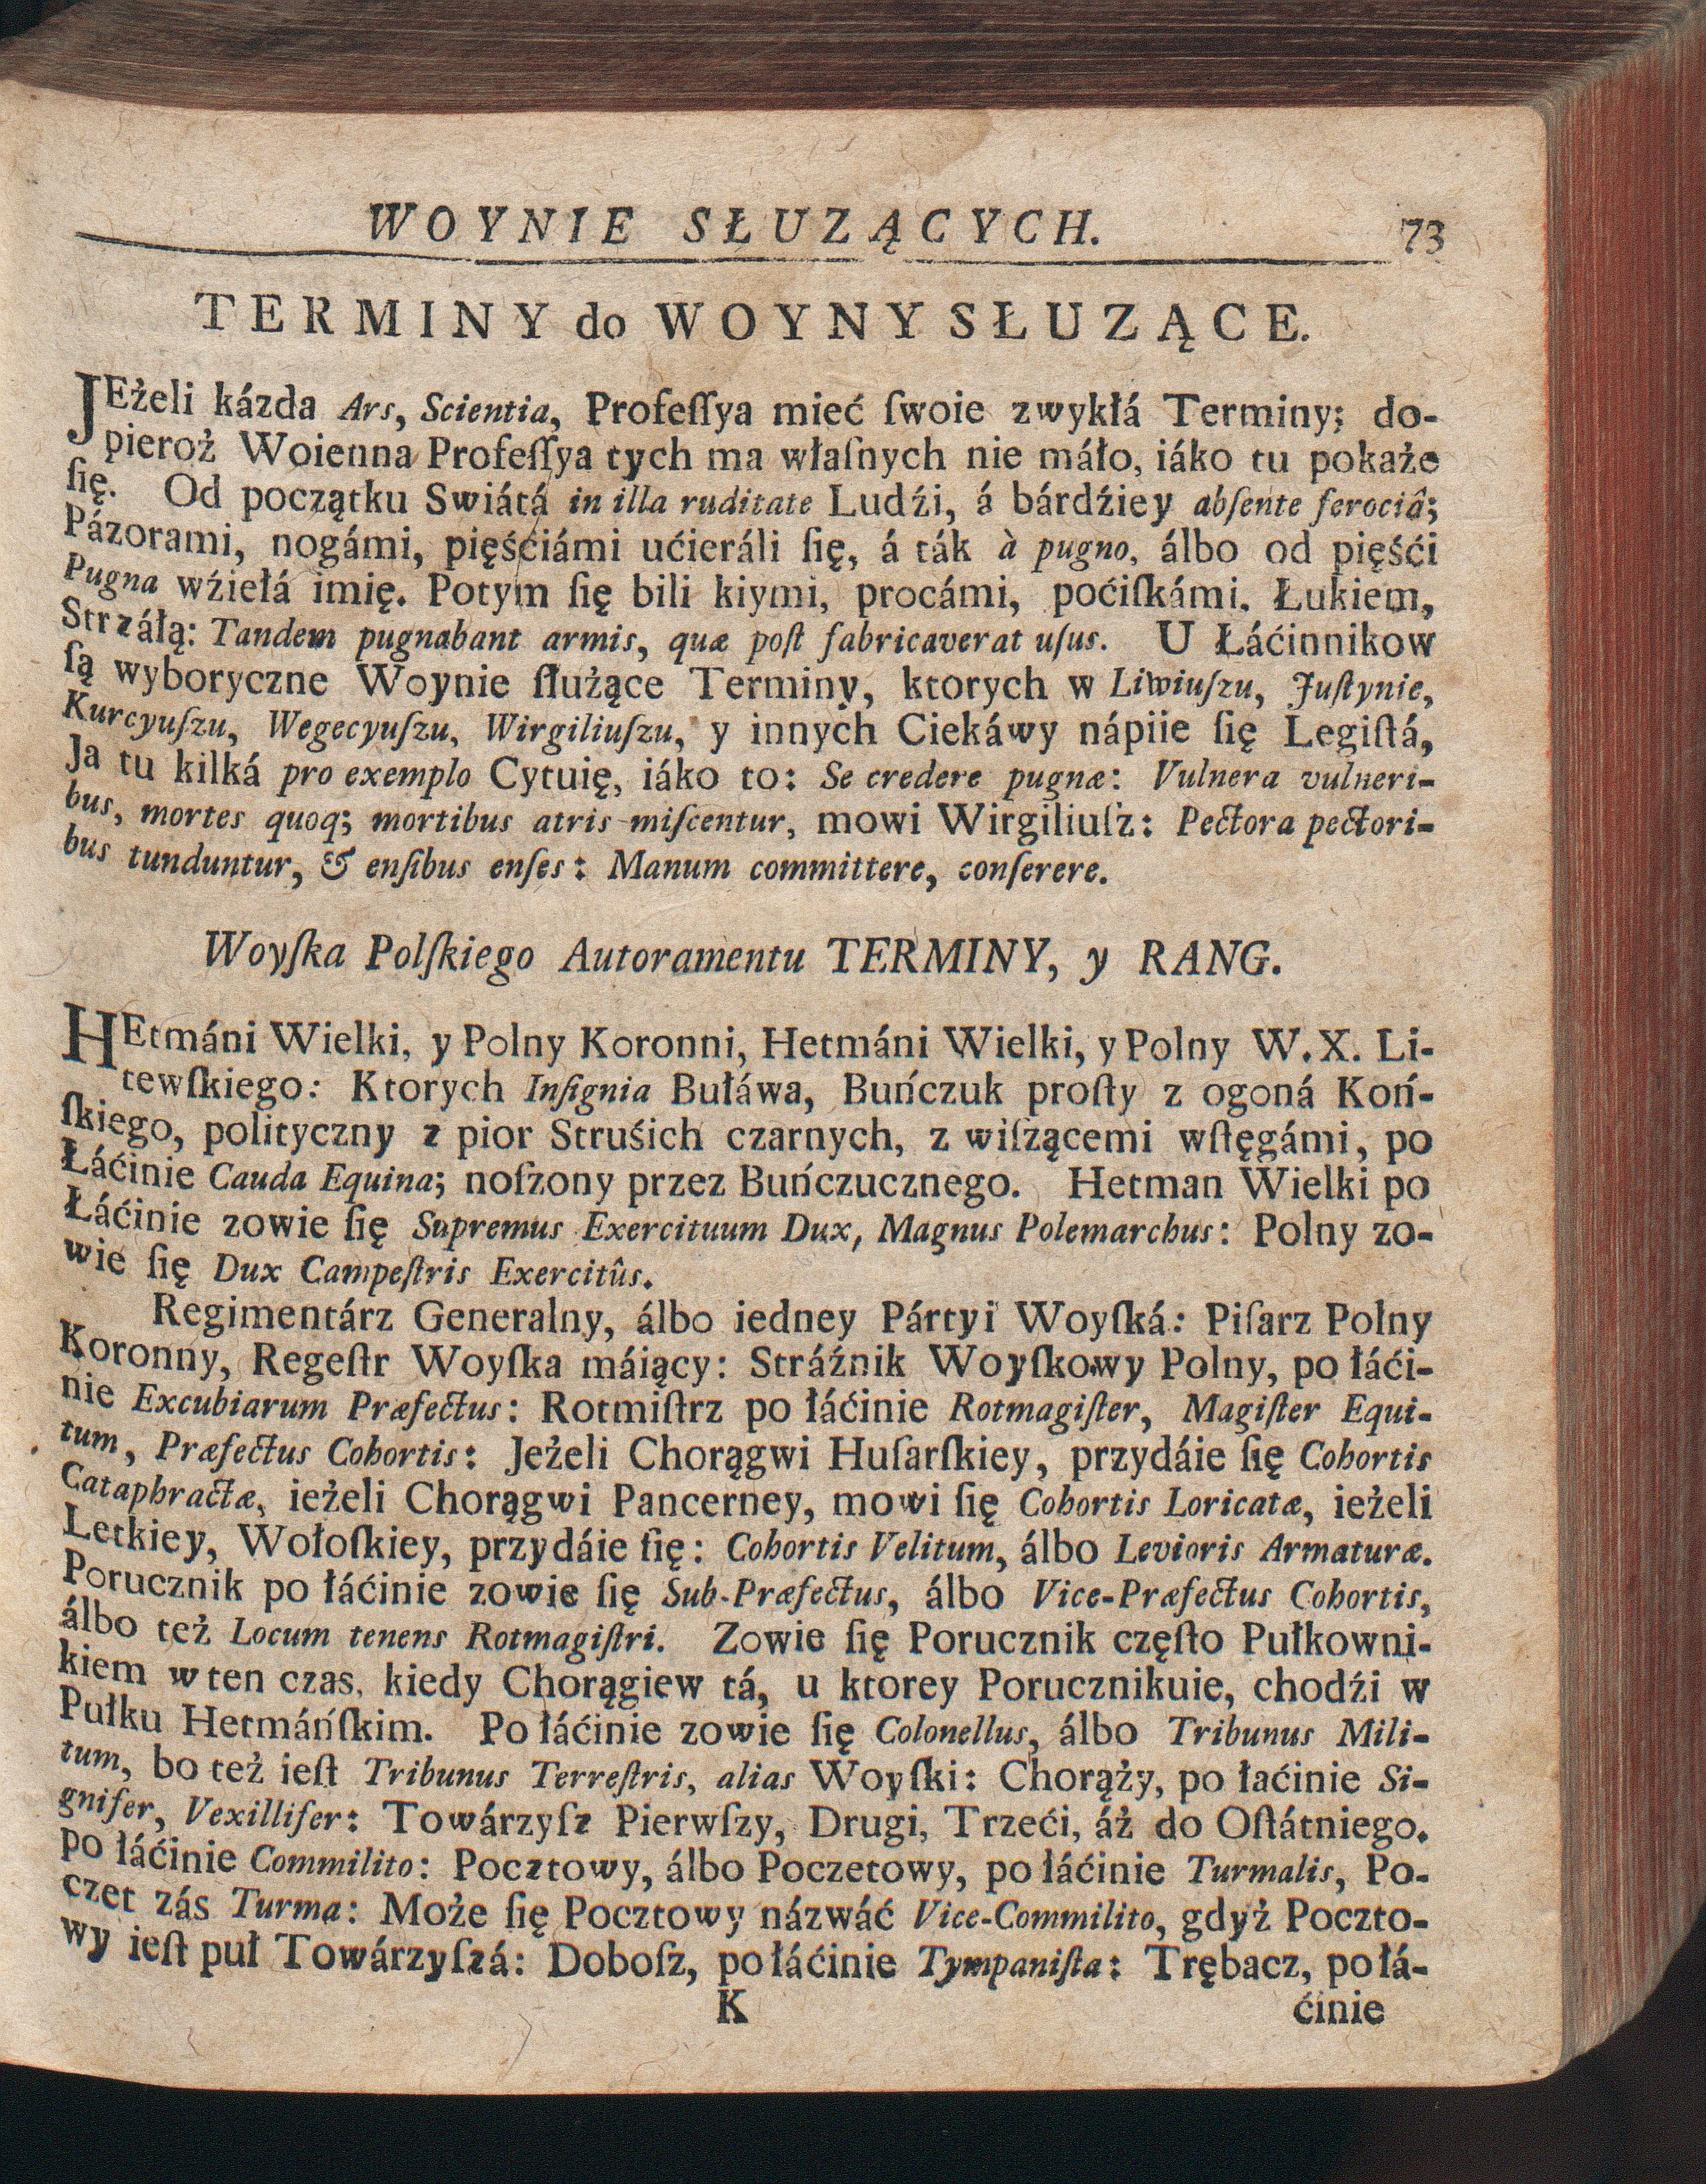 WOYNIE SŁUZĄCYCH. 73
TERMINY do WOYNY SŁUZĄCE.
JEżeli kázda Ars, Scientia, Profeſſya mieć ſwoie zwykłá Terminy; do-
pieroż Woienna Profeſſya tych ma właſnych nie máło, iáko tu pokaże
ſię. Od początku Swiátá in illa ruditate Ludźi, á bárdźiey abſente ferociâ;
Pázorami, nogámi, pięśćiámi ućieráli ſię, á ták à pugno, álbo od pięśći
Pugna wźiełá imię. Potym ſię bili kiymi, procámi, poćiſkámi. Łukiem,
Strzáłą: Tandem pugnabant armis, quæ poſt fabricaverat uſus. U Łáćinnikow
ſą wyboryczne Woynie ſłużące Terminy, ktorych w Liwiuſzu, Juſtynie,
Kurcyuſzu, Wegecyuſzu, Wirgiliuſzu, y innych Ciekáwy nápiie ſię Legiſtá,
Ja tu kilká pro exemplo Cytuię, iáko to: Se credere pugnæ: Vulnera vulneri-
bus, mortes quoq; mortibus atris miſcentur, mowi Wirgiliuſz: Pectora pectori-
bus tunduntur, & enſibus enſes: Manum committere, conſerere.
Woyſka Polſkiego Autoramentu TERMINY, y RANG.
HEtmáni Wielki, y Polny Koronni, Hetmáni Wielki, y Polny W. X. Li-
tewſkiego: Ktorych Inſignia Bułáwa, Buńczuk proſty z ogoná Koń-
ſkiego, polityczny z pior Struśich czarnych, z wiſzącemi wſtęgámi, po
Łáćinie Cauda Equina; noſzony przez Buńczucznego. Hetman Wielki po
Łáćinie zowie ſię Supremus Exercituum Dux, Magnus Polemarchus: Polny zo-
wie ſię Dux Campeſtris Exercitûs.
Regimentárz Generalny, álbo iedney Pártyi Woyſká: Piſarz Polny
Koronny, Regeſtr Woyſka máiący: Stráźnik Woyſkowy Polny, po łáći-
nie Excubiarum Præfectus: Rotmiſtrz po łáćinie Rotmagiſter, Magiſter Equi-
tum, Præfectus Cohortis: Jeżeli Chorągwi Huſarſkiey, przydáie ſię Cohortis
Cataphractæ, ieżeli Chorągwi Pancerney, mowi ſię Cohortis Loricatæ, ieżeli
Letkiey, Wołoſkiey, przydáie ſię: Cohortis Velitum, álbo Levioris Armaturæ.
Porucznik po łáćinie zowie ſię Sub-Præfectus, álbo Vice-Præfectus Cohortis,
álbo też Locum tenens Rotmagiſtri. Zowie ſię Porucznik częſto Pułkowni-
kiem w ten czas, kiedy Chorągiew tá, u ktorey Porucznikuie, chodźi w
Pułku Hetmáńſkim. Po łáćinie zowie ſię Colonellus, álbo Tribunus Mili-
tum, bo też ieſt Tribunus Terreſtris, alias Woyſki: Chorąży, po łaćinie Si-
gnifer, Vexillifer: Towárzyſz Pierwſzy, Drugi, Trzeći, áż do Oſtátniego.
po łáćinie Commilito: Pocztowy, álbo Poczetowy, po łáćinie Turmalis, Po-
czet zás Turma: Może ſię Pocztowy názwáć Vice-Commilito, gdyż Poczto-
wy ieſt puł Towárzyſzá: Doboſz, po łáćinie Tympaniſta: Trębacz, po łá-
K ćinie